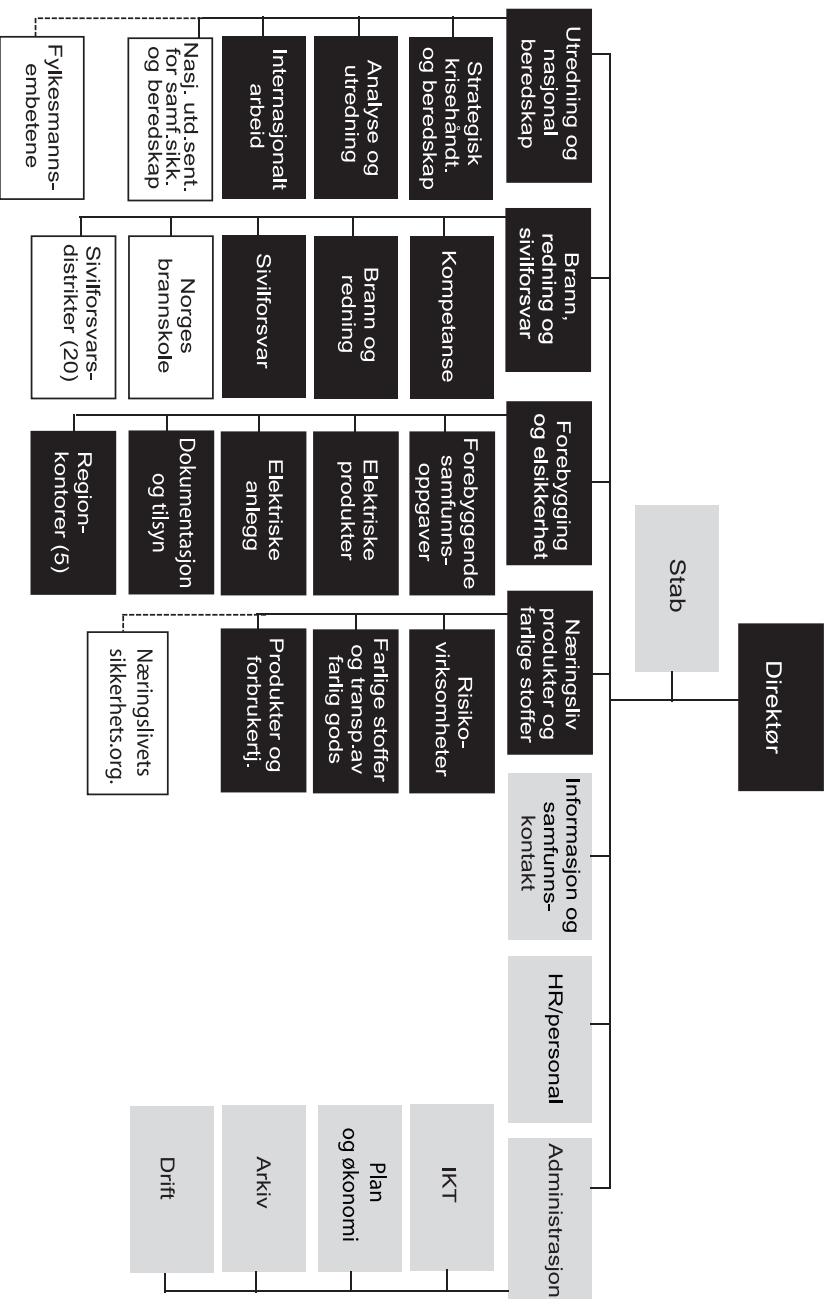 Direktør
Stab
Utredning og
nasjonal
beredskap
Strategisk
krisehåndt.
og beredskap
Analyse og
utredning
Internasjonalt
arbeid
Nasj. utd.sent.
for samf.sikk.
og beredskap
Fylkesmanns-
embetene
Brann,
redning og
sivilforsvar
Kompetanse
Brann og
redning
Sivilforsvar
Norges
brannskole
Sivilforsvars-
distrikter (20)
Forebygging
og elsikkerhet
Forebyggende
samfunns-
oppgaver
Elektriske
produkter
Elektriske
anlegg
Dokumentasjon
og tilsyn
Region-
kontorer (5)
Næringsliv
produkter og
farlige stoffer
Risiko-
virksomheter
Farlige stoffer
og transp.av
farlig gods
Produkter og
forbrukertj.
Næringslivets
sikkerhets.org.
Informasjon og
samfunns-
kontakt
HR/personal
Administrasjon
IKT
Plan
og økonomi
Arkiv
Drift